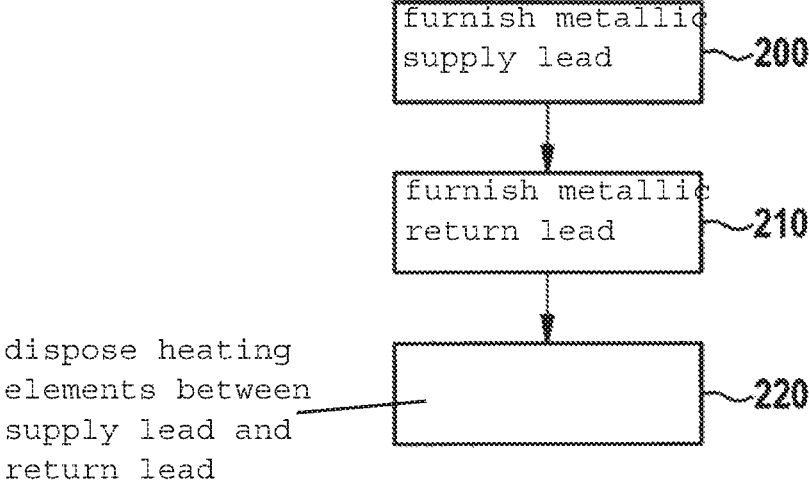 furnish metallic
supply lead
200
furnish metallic
return lead
210
dispose heating
elements between
supply lead and
return lead
220